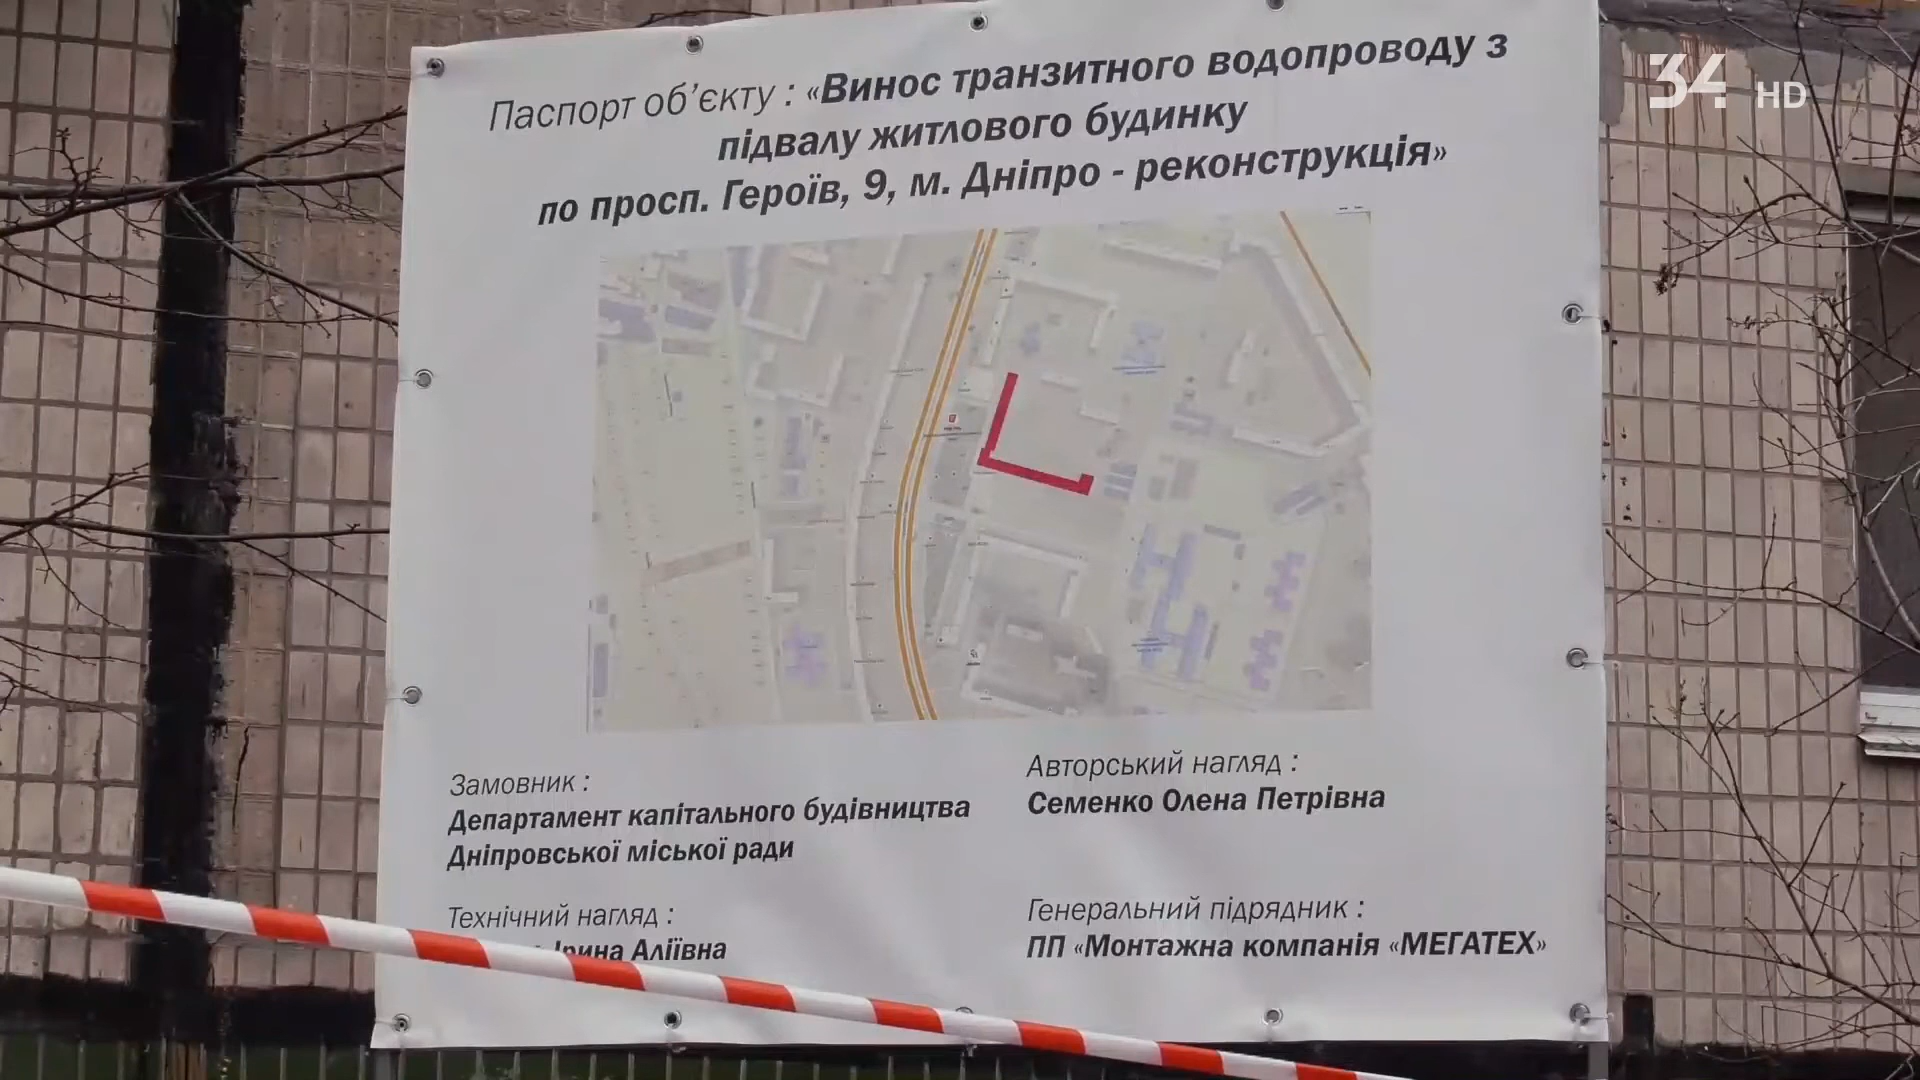 34 HD
Паспорт об’єкту : «Винос транзитного водопроводу з
підвалу житлового будинку
по просп. Героїв, 9, м. Дніпро - реконструкція»
Замовник :
Департамент капітального будівництва
Дніпровської міської ради
Технічний нагляд :
Ірина Аліївна
Авторський нагляд :
Семенко Олена Петрівна
Генеральний підрядник :
ПП «Монтажна компанія «МЕГАТЕХ»